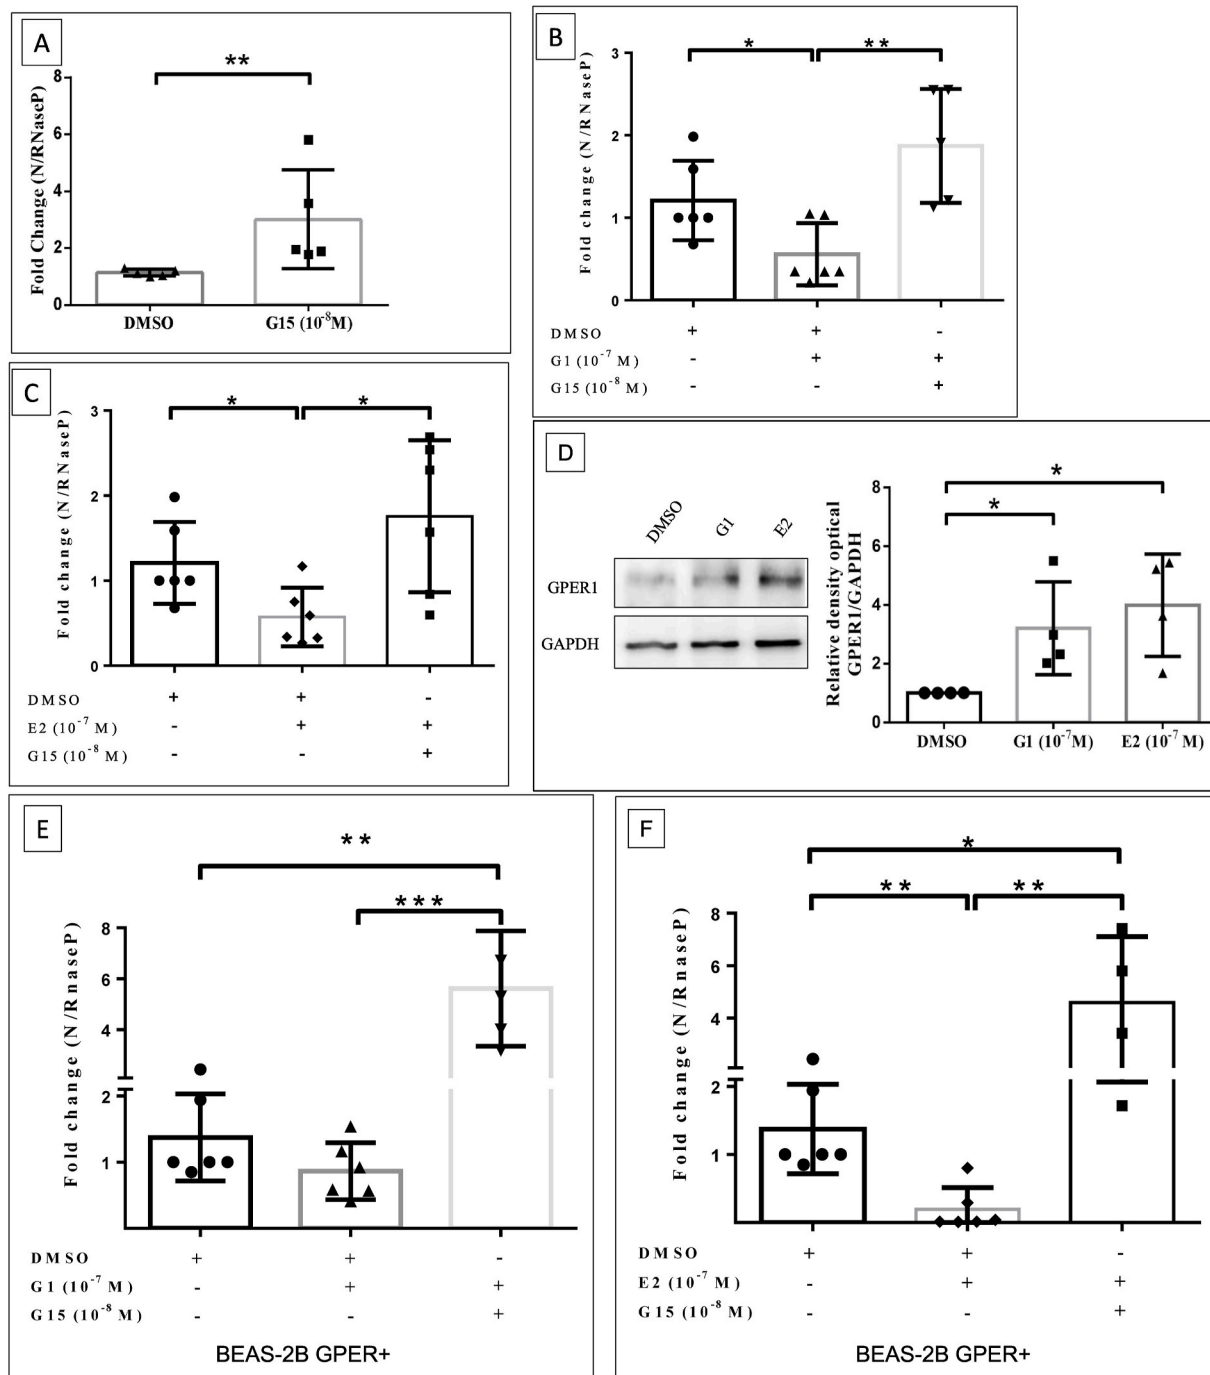 A
**
Fold Change (N/RNaseP)
8
6
4
2
0
DMSO G15 (10-8M)
B
* **
Fold change (N/RNaseP)
3
2
1
0
DMSO + + -
G1 (10-7 M) - + +
G15 (10-8 M) - - +
C
* *
Fold change (N/RNaseP)
3
2
1
0
DMSO + + -
E2 (10-7 M) - + +
G15 (10-8 M) - - +
D
DMSO G1 E2
GPER1
GAPDH
*
*
Relative density optical
GPER1/GAPDH
8
6
4
2
0
DMSO G1 (10-7M) E2 (10-7 M)
E
**
***
Fold change (N/RnaseP)
8
6
4
2
1
DMSO + + -
G1 (10-7 M) - + +
G15 (10-8 M) - - +
BEAS-2B GPER+
F
*
** **
Fold change (N/RnaseP)
8
6
4
2
1
DMSO + + -
E2 (10-7 M) - + +
G15 (10-8 M) - - +
BEAS-2B GPER+